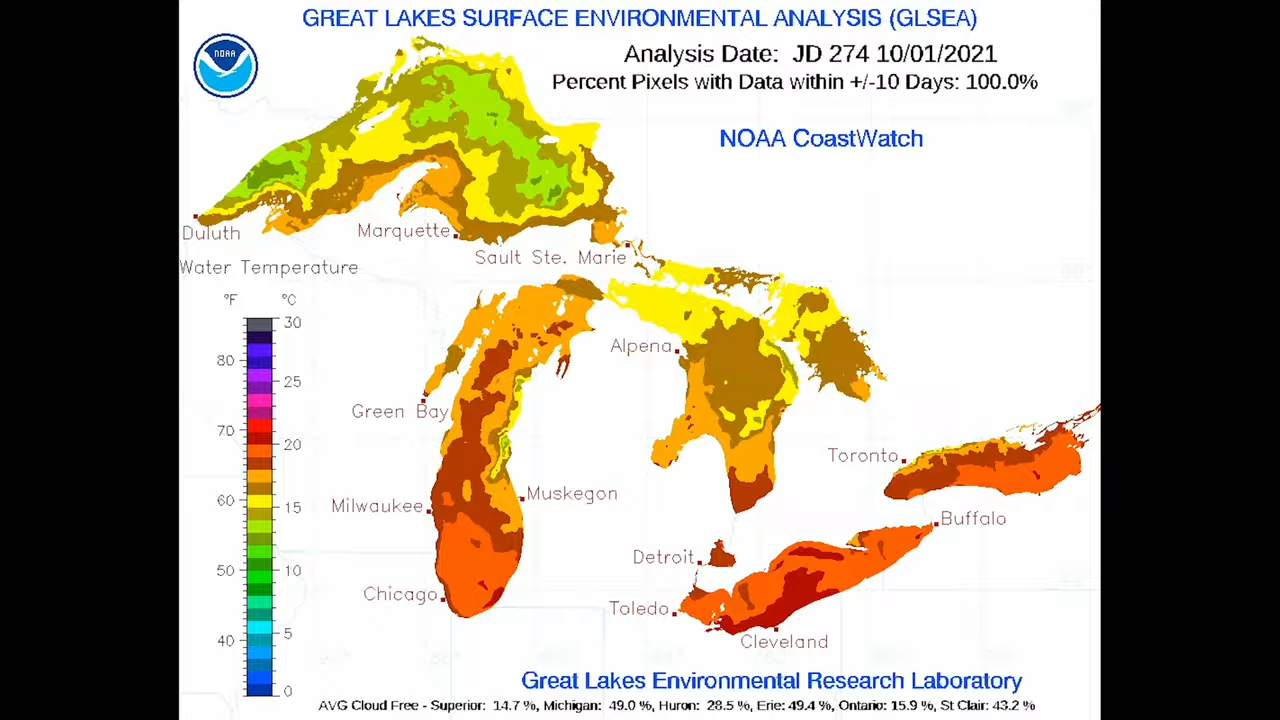 GREAT LAKES SURFACE ENVIRONMENTAL ANALYSIS (GLSEA)
NOAA
Analysis Date: JD 274 10/01/2021
Percent Pixels with Data within +/-10 Days: 100.0%
NOAA CoastWatch
Duluth
Marquette
Sault Ste. Marie
Water Temperature
°F °C
30
80
25
70
20
60
15
50
10
40
5
0
Alpena
Green Bay
Toronto
Milwaukee
Muskegon
Buffalo
Detroit
Chicago
Toledo
Cleveland
Great Lakes Environmental Research Laboratory
AVG Cloud Free - Superior: 14.7 %, Michigan: 49.0 %, Huron: 28.5 %, Erie: 49.4 %, Ontario: 15.9 %, St Clair: 43.2 %